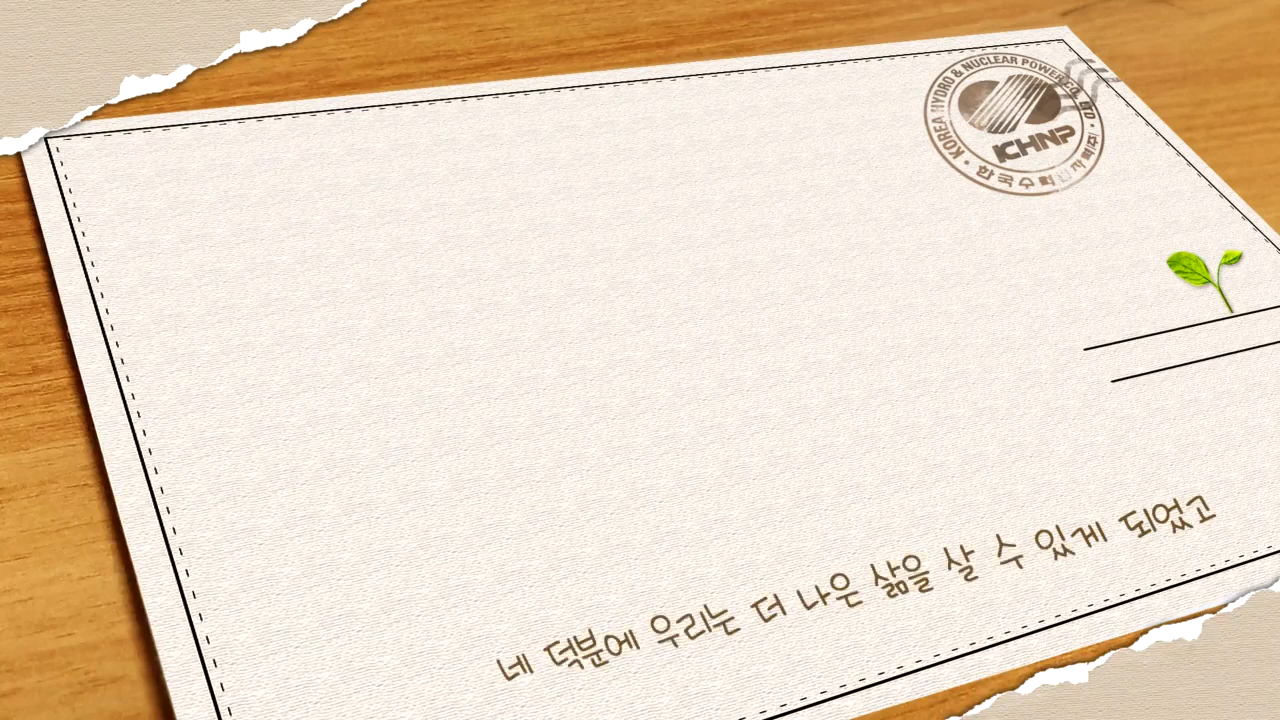 KOREA HYDRO & NUCLEAR POWER CO., LTD
KHNP
한국수력원자력(주)
네 덕분에 우리는 더 나은 삶을 살 수 있게 되었고